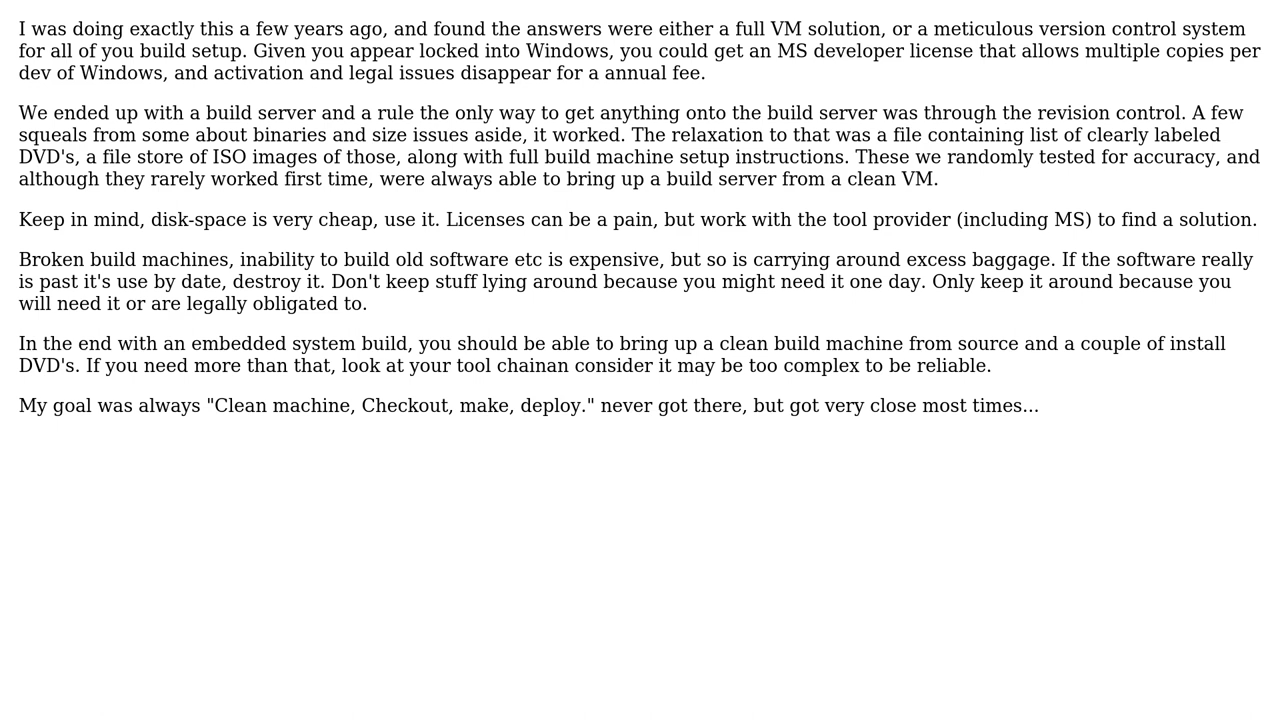 I was doing exactly this a few years ago, and found the answers were either a full VM solution, or a meticulous version control system
for all of you build setup. Given you appear locked into Windows, you could get an MS developer license that allows multiple copies per
dev of Windows, and activation and legal issues disappear for a annual fee.
We ended up with a build server and a rule the only way to get anything onto the build server was through the revision control. A few
squeals from some about binaries and size issues aside, it worked. The relaxation to that was a file containing list of clearly labeled
DVD's, a file store of ISO images of those, along with full build machine setup instructions. These we randomly tested for accuracy, and
although they rarely worked first time, were always able to bring up a build server from a clean VM.
Keep in mind, disk-space is very cheap, use it. Licenses can be a pain, but work with the tool provider (including MS) to find a solution.
Broken build machines, inability to build old software etc is expensive, but so is carrying around excess baggage. If the software really
is past it's use by date, destroy it. Don't keep stuff lying around because you might need it one day. Only keep it around because you
will need it or are legally obligated to.
In the end with an embedded system build, you should be able to bring up a clean build machine from source and a couple of install
DVD's. If you need more than that, look at your tool chainan consider it may be too complex to be reliable.
My goal was always "Clean machine, Checkout, make, deploy." never got there, but got very close most times...